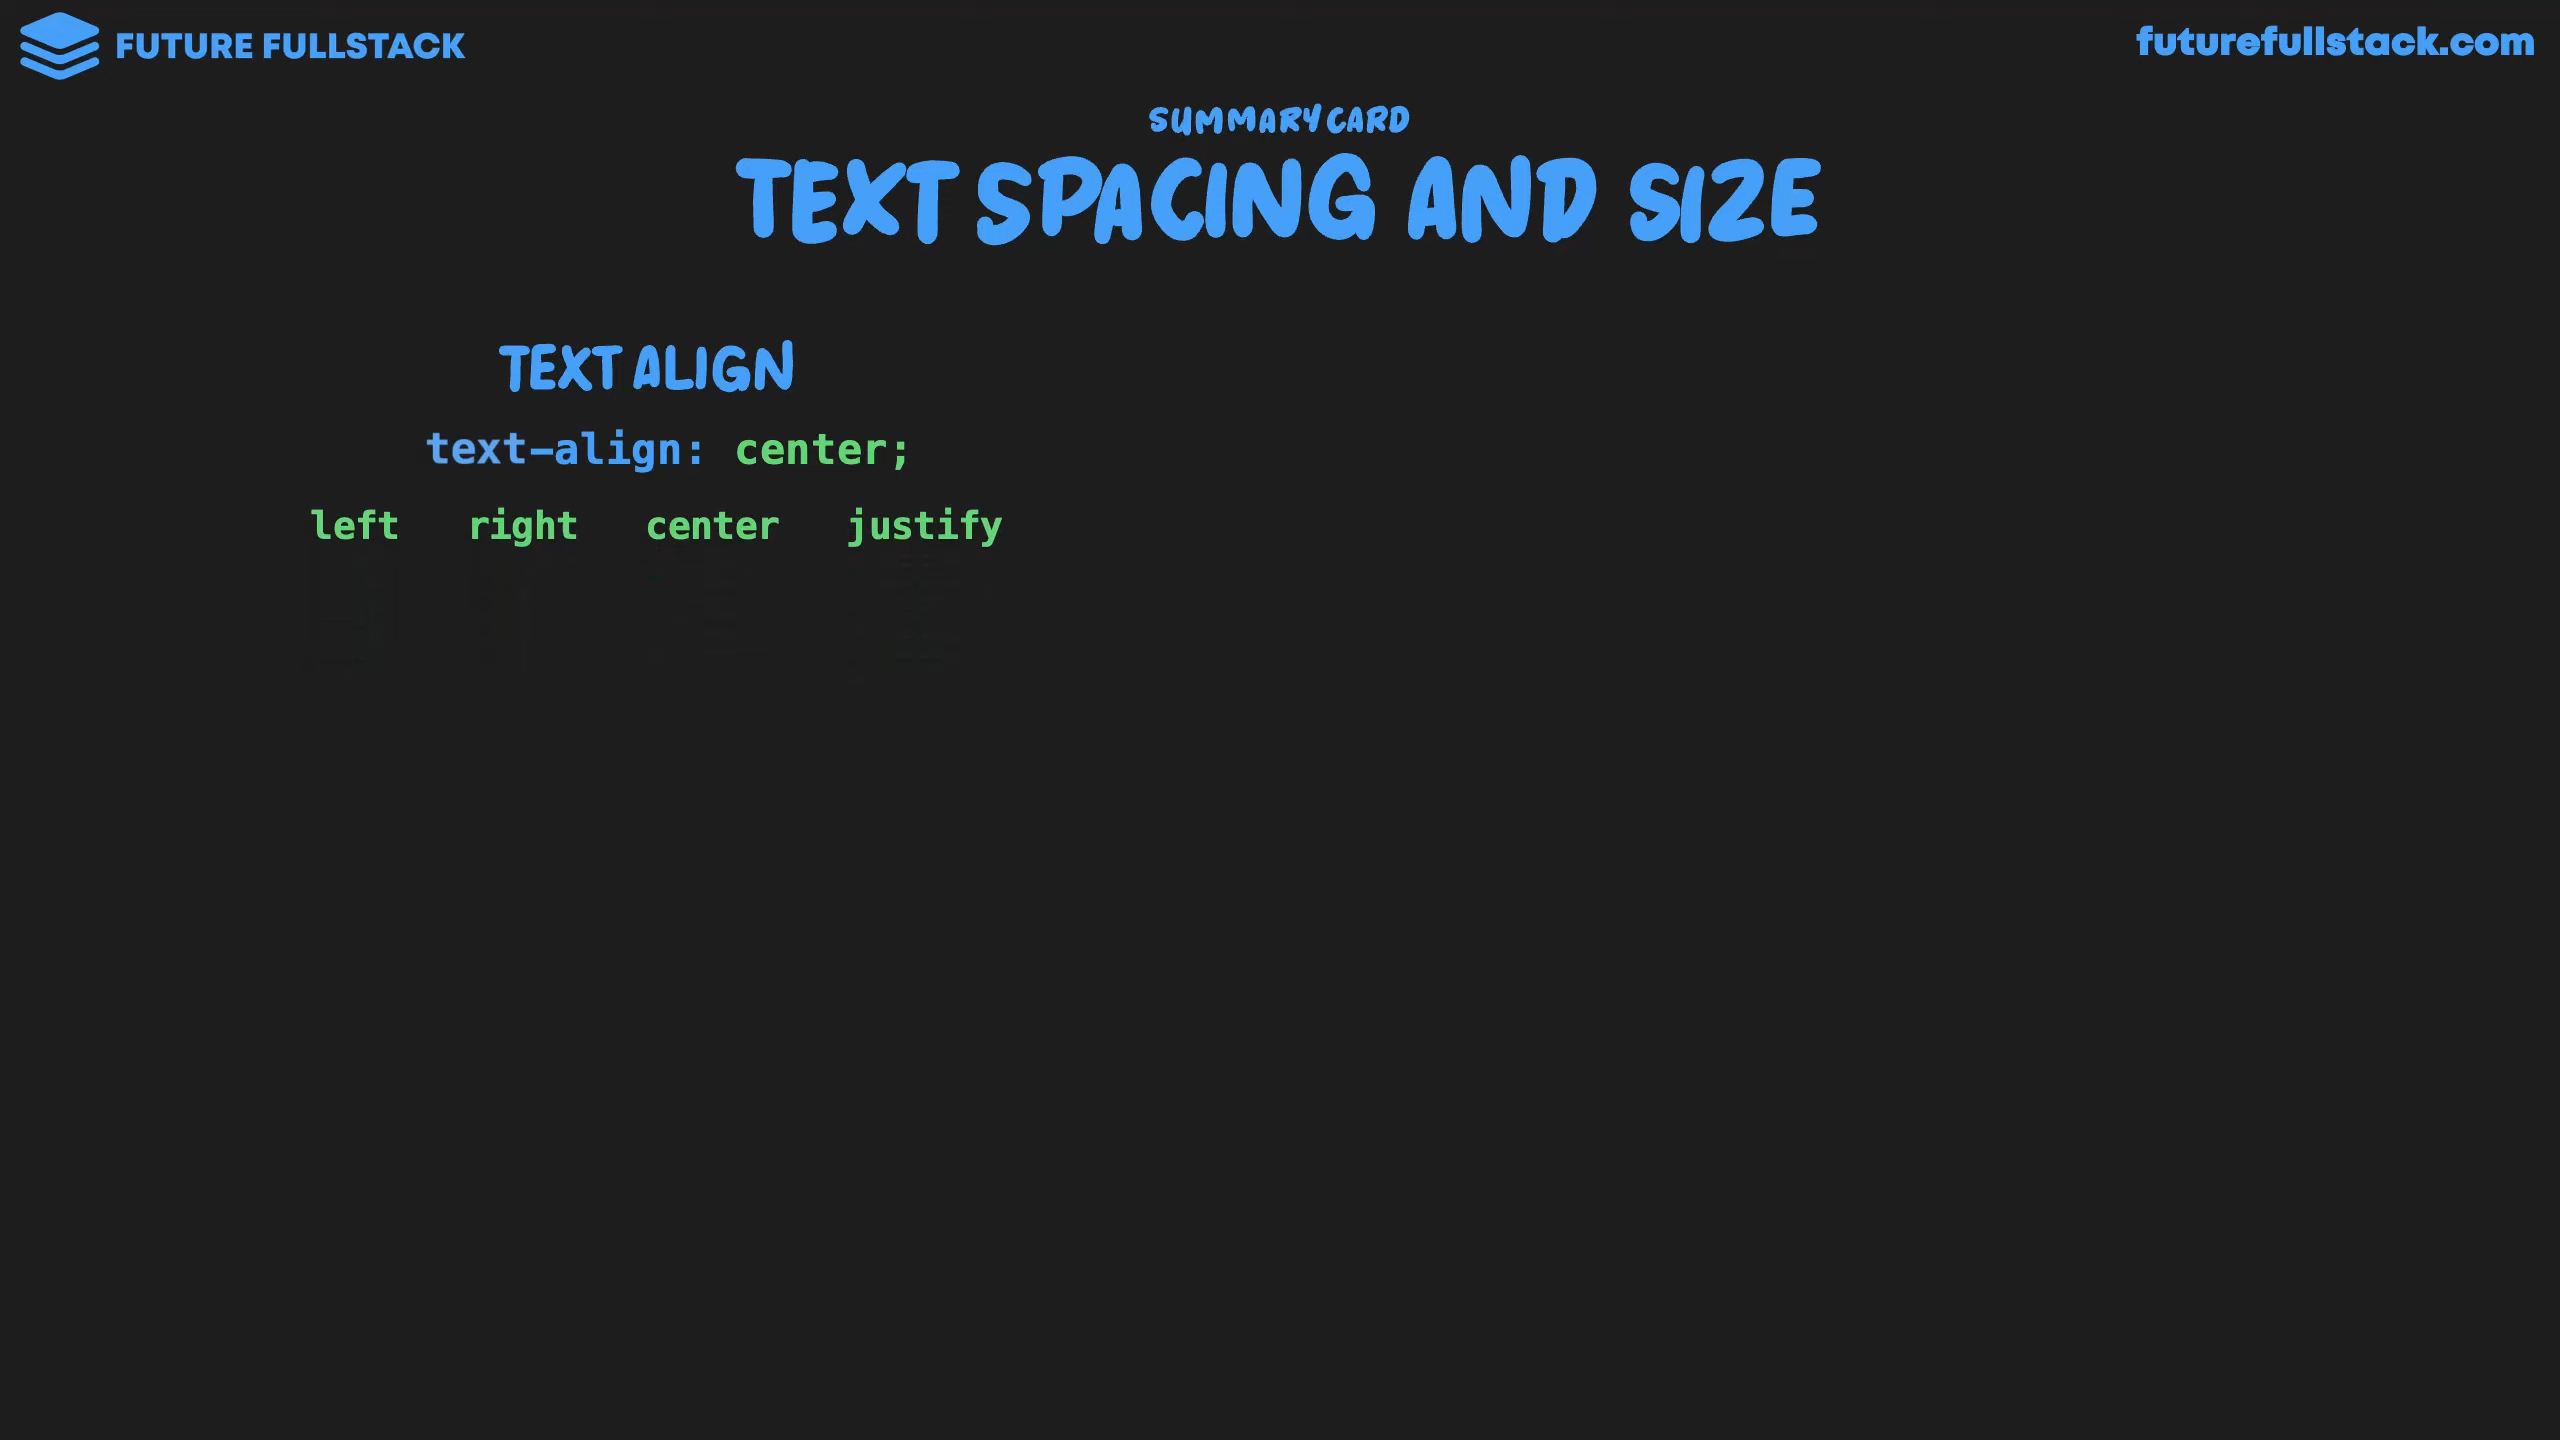 FUTURE FULLSTACK
futurefullstack.com
SUMMARY CARD
TEXT SPACING AND SIZE
TEXT ALIGN
text-align: center;
left right center justify